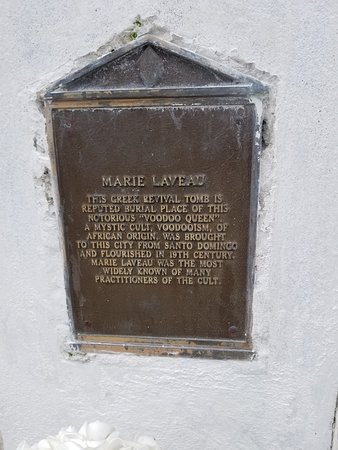 MARIE LAVEAU
THIS GREEK REVIVAL TOMB IS
REPUTED BURIAL PLACE OF THIS
NOTORIOUS "VOODOO QUEEN".
A MYSTIC CULT, VOODOOISM, OF
AFRICAN ORIGIN, WAS BROUGHT
TO THIS CITY FROM SANTO DOMINGO
AND FLOURISHED IN 19TH CENTURY.
MARIE LAVEAU WAS THE MOST
WIDELY KNOWN OF MANY
PRACTITIONERS OF THE CULT.